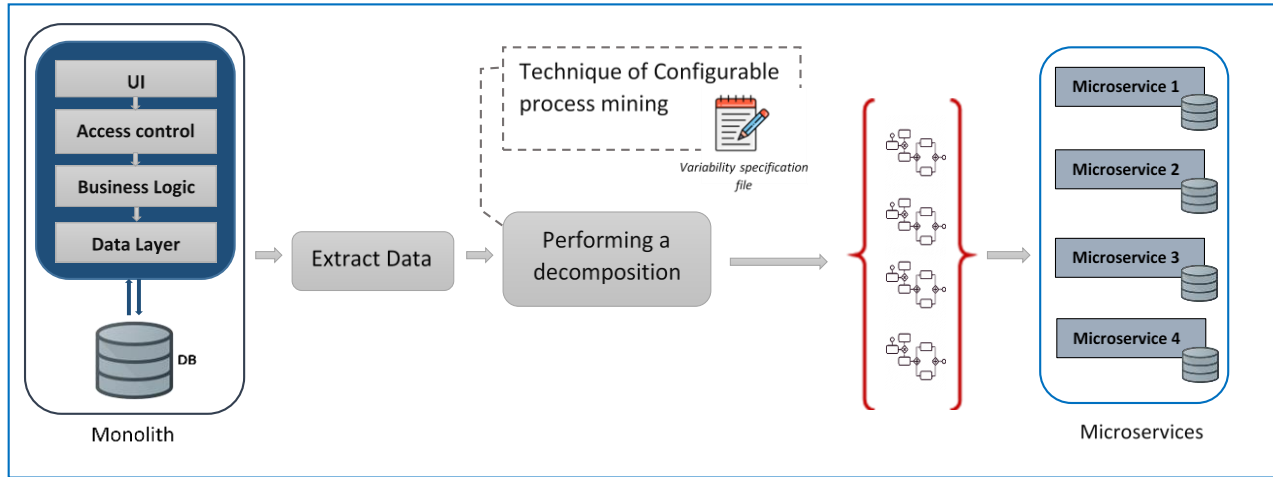 UI
Access control
Business Logic
Data Layer
DB
Monolith
Extract Data
Technique of Configurable
process mining
Variability specification
file
Performing a
decomposition
Microservice 1
Microservice 2
Microservice 3
Microservice 4
Microservices